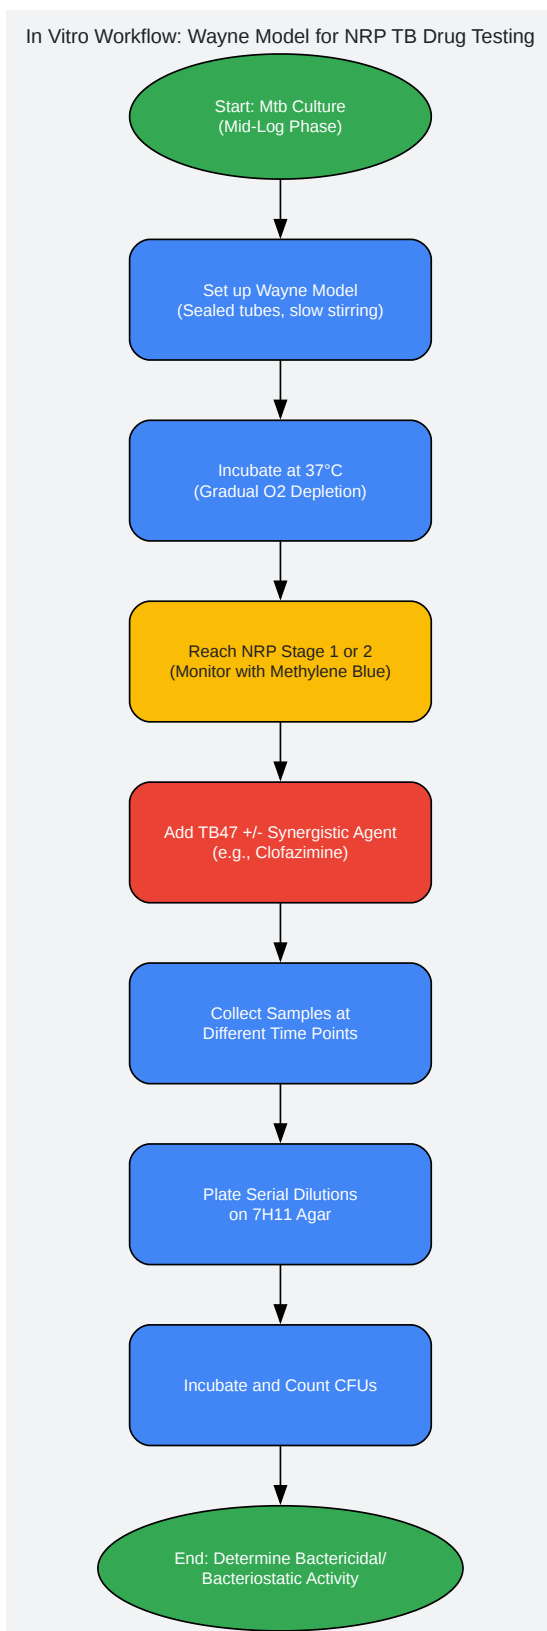 In Vitro Workflow: Wayne Model for NRP TB Drug Testing
Start: Mtb Culture
(Mid-Log Phase)
Set up Wayne Model
(Sealed tubes, slow stirring)
Incubate at 37°C
(Gradual O2 Depletion)
Reach NRP Stage 1 or 2
(Monitor with Methylene Blue)
Add TB47 +/- Synergistic Agent
(e.g., Clofazimine)
Collect Samples at
Different Time Points
Plate Serial Dilutions
on 7H11 Agar
Incubate and Count CFUs
End: Determine Bactericidal/
Bacteriostatic Activity